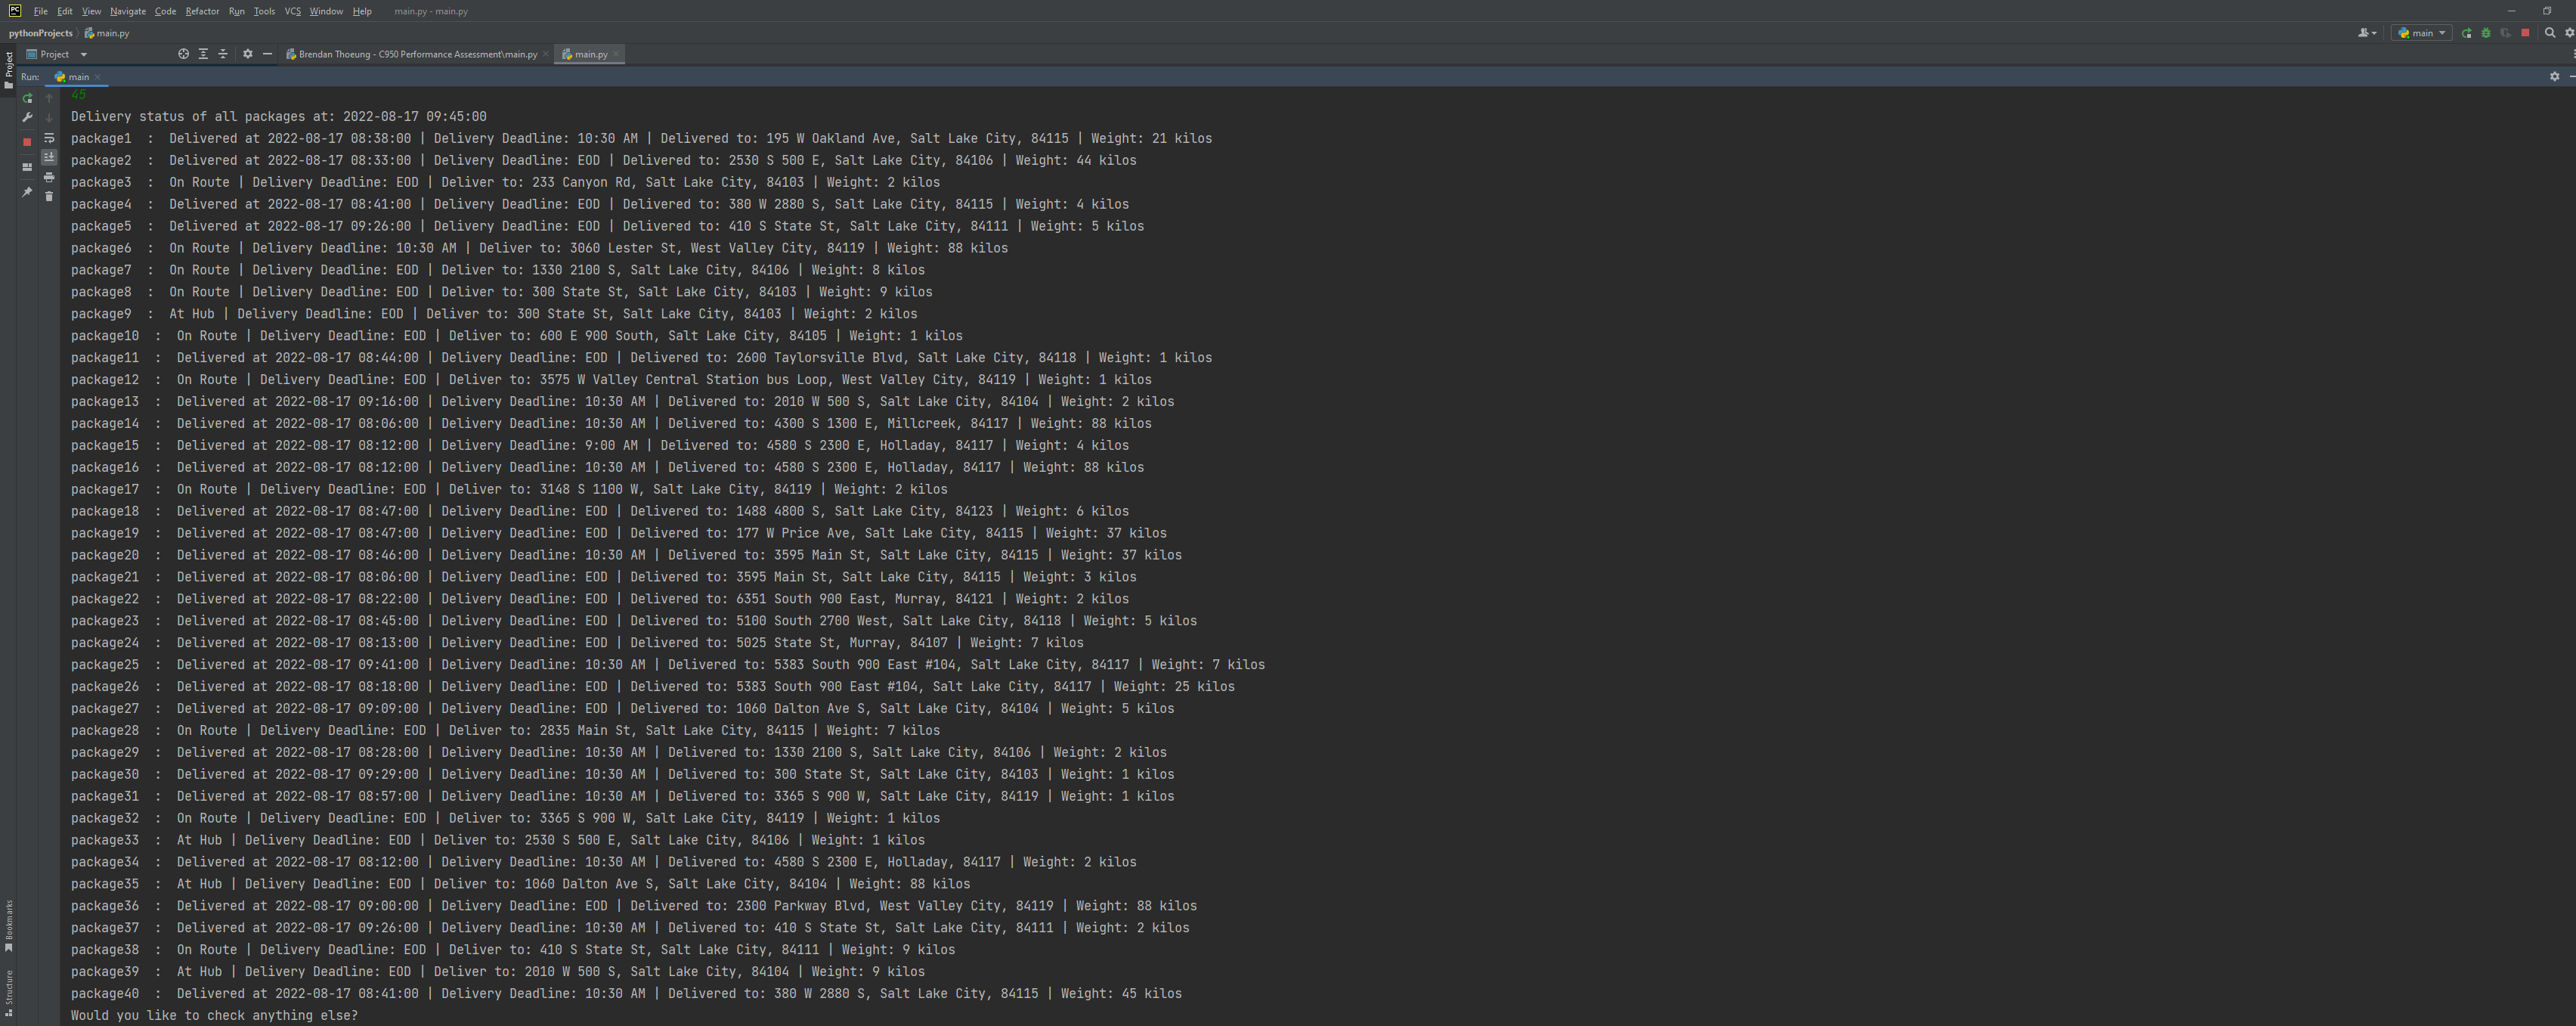 PC File Edit View Navigate Code Refactor Run Tools VCS Window Help main.py - main.py
pythonProjects main.py
main
Project Brendan Thoeung - C950 Performance Assessment\main.py main.py
Project
Run: main
45
Delivery status of all packages at: 2022-08-17 09:45:00
package1 : Delivered at 2022-08-17 08:38:00 | Delivery Deadline: 10:30 AM | Delivered to: 195 W Oakland Ave, Salt Lake City, 84115 | Weight: 21 kilos
package2 : Delivered at 2022-08-17 08:33:00 | Delivery Deadline: EOD | Delivered to: 2530 S 500 E, Salt Lake City, 84106 | Weight: 44 kilos
package3 : On Route | Delivery Deadline: EOD | Deliver to: 233 Canyon Rd, Salt Lake City, 84103 | Weight: 2 kilos
package4 : Delivered at 2022-08-17 08:41:00 | Delivery Deadline: EOD | Delivered to: 380 W 2880 S, Salt Lake City, 84115 | Weight: 4 kilos
package5 : Delivered at 2022-08-17 09:26:00 | Delivery Deadline: EOD | Delivered to: 410 S State St, Salt Lake City, 84111 | Weight: 5 kilos
package6 : On Route | Delivery Deadline: 10:30 AM | Deliver to: 3060 Lester St, West Valley City, 84119 | Weight: 88 kilos
package7 : On Route | Delivery Deadline: EOD | Deliver to: 1330 2100 S, Salt Lake City, 84106 | Weight: 8 kilos
package8 : On Route | Delivery Deadline: EOD | Deliver to: 300 State St, Salt Lake City, 84103 | Weight: 9 kilos
package9 : At Hub | Delivery Deadline: EOD | Deliver to: 300 State St, Salt Lake City, 84103 | Weight: 2 kilos
package10 : On Route | Delivery Deadline: EOD | Deliver to: 600 E 900 South, Salt Lake City, 84105 | Weight: 1 kilos
package11 : Delivered at 2022-08-17 08:44:00 | Delivery Deadline: EOD | Delivered to: 2600 Taylorsville Blvd, Salt Lake City, 84118 | Weight: 1 kilos
package12 : On Route | Delivery Deadline: EOD | Deliver to: 3575 W Valley Central Station bus Loop, West Valley City, 84119 | Weight: 1 kilos
package13 : Delivered at 2022-08-17 09:16:00 | Delivery Deadline: 10:30 AM | Delivered to: 2010 W 500 S, Salt Lake City, 84104 | Weight: 2 kilos
package14 : Delivered at 2022-08-17 08:06:00 | Delivery Deadline: 10:30 AM | Delivered to: 4300 S 1300 E, Millcreek, 84117 | Weight: 88 kilos
package15 : Delivered at 2022-08-17 08:12:00 | Delivery Deadline: 9:00 AM | Delivered to: 4580 S 2300 E, Holladay, 84117 | Weight: 4 kilos
package16 : Delivered at 2022-08-17 08:12:00 | Delivery Deadline: 10:30 AM | Delivered to: 4580 S 2300 E, Holladay, 84117 | Weight: 88 kilos
package17 : On Route | Delivery Deadline: EOD | Deliver to: 3148 S 1100 W, Salt Lake City, 84119 | Weight: 2 kilos
package18 : Delivered at 2022-08-17 08:47:00 | Delivery Deadline: EOD | Delivered to: 1488 4800 S, Salt Lake City, 84123 | Weight: 6 kilos
package19 : Delivered at 2022-08-17 08:47:00 | Delivery Deadline: EOD | Delivered to: 177 W Price Ave, Salt Lake City, 84115 | Weight: 37 kilos
package20 : Delivered at 2022-08-17 08:46:00 | Delivery Deadline: 10:30 AM | Delivered to: 3595 Main St, Salt Lake City, 84115 | Weight: 37 kilos
package21 : Delivered at 2022-08-17 08:06:00 | Delivery Deadline: EOD | Delivered to: 3595 Main St, Salt Lake City, 84115 | Weight: 3 kilos
package22 : Delivered at 2022-08-17 08:22:00 | Delivery Deadline: EOD | Delivered to: 6351 South 900 East, Murray, 84121 | Weight: 2 kilos
package23 : Delivered at 2022-08-17 08:45:00 | Delivery Deadline: EOD | Delivered to: 5100 South 2700 West, Salt Lake City, 84118 | Weight: 5 kilos
package24 : Delivered at 2022-08-17 08:13:00 | Delivery Deadline: EOD | Delivered to: 5025 State St, Murray, 84107 | Weight: 7 kilos
package25 : Delivered at 2022-08-17 09:41:00 | Delivery Deadline: 10:30 AM | Delivered to: 5383 South 900 East #104, Salt Lake City, 84117 | Weight: 7 kilos
package26 : Delivered at 2022-08-17 08:18:00 | Delivery Deadline: EOD | Delivered to: 5383 South 900 East #104, Salt Lake City, 84117 | Weight: 25 kilos
package27 : Delivered at 2022-08-17 09:09:00 | Delivery Deadline: EOD | Delivered to: 1060 Dalton Ave S, Salt Lake City, 84104 | Weight: 5 kilos
package28 : On Route | Delivery Deadline: EOD | Deliver to: 2835 Main St, Salt Lake City, 84115 | Weight: 7 kilos
package29 : Delivered at 2022-08-17 08:28:00 | Delivery Deadline: 10:30 AM | Delivered to: 1330 2100 S, Salt Lake City, 84106 | Weight: 2 kilos
package30 : Delivered at 2022-08-17 09:29:00 | Delivery Deadline: 10:30 AM | Delivered to: 300 State St, Salt Lake City, 84103 | Weight: 1 kilos
package31 : Delivered at 2022-08-17 08:57:00 | Delivery Deadline: 10:30 AM | Delivered to: 3365 S 900 W, Salt Lake City, 84119 | Weight: 1 kilos
package32 : On Route | Delivery Deadline: EOD | Deliver to: 3365 S 900 W, Salt Lake City, 84119 | Weight: 1 kilos
package33 : At Hub | Delivery Deadline: EOD | Deliver to: 2530 S 500 E, Salt Lake City, 84106 | Weight: 1 kilos
package34 : Delivered at 2022-08-17 08:12:00 | Delivery Deadline: 10:30 AM | Delivered to: 4580 S 2300 E, Holladay, 84117 | Weight: 2 kilos
package35 : At Hub | Delivery Deadline: EOD | Deliver to: 1060 Dalton Ave S, Salt Lake City, 84104 | Weight: 88 kilos
package36 : Delivered at 2022-08-17 09:00:00 | Delivery Deadline: EOD | Delivered to: 2300 Parkway Blvd, West Valley City, 84119 | Weight: 88 kilos
package37 : Delivered at 2022-08-17 09:26:00 | Delivery Deadline: 10:30 AM | Delivered to: 410 S State St, Salt Lake City, 84111 | Weight: 2 kilos
package38 : On Route | Delivery Deadline: EOD | Deliver to: 410 S State St, Salt Lake City, 84111 | Weight: 9 kilos
package39 : At Hub | Delivery Deadline: EOD | Deliver to: 2010 W 500 S, Salt Lake City, 84104 | Weight: 9 kilos
package40 : Delivered at 2022-08-17 08:41:00 | Delivery Deadline: 10:30 AM | Delivered to: 380 W 2880 S, Salt Lake City, 84115 | Weight: 45 kilos
Would you like to check anything else?
Bookmarks
Structure